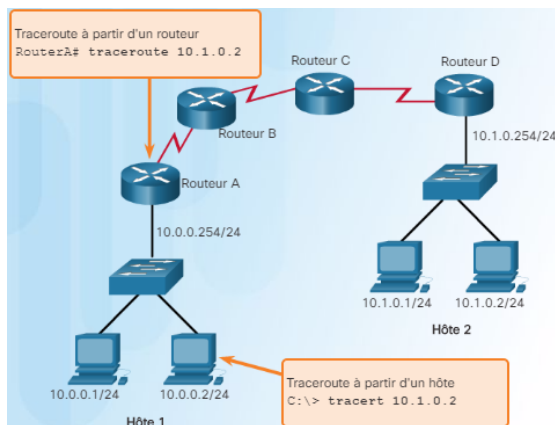 Traceroute à partir d'un routeur
RouterA# traceroute 10.1.0.2
Routeur C
Routeur D
Routeur B
10.1.0.254/24
Routeur A
10.0.0.254/24
10.1.0.1/24
10.1.0.2/24
Hôte 2
Traceroute à partir d'un hôte
C:\> tracert 10.1.0.2
10.0.0.1/24
10.0.0.2/24
Hôte 1